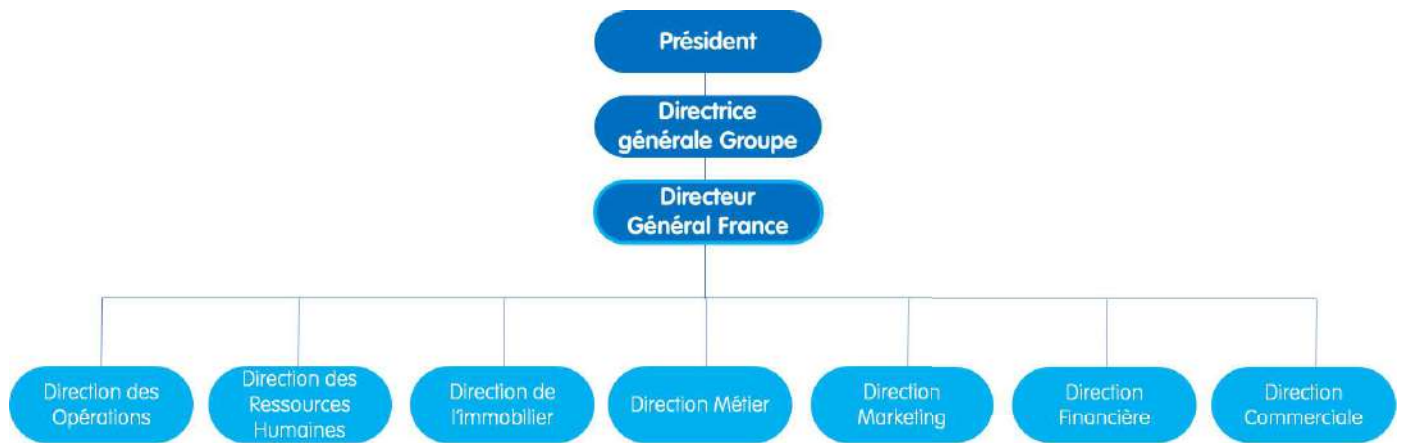 Président
Directrice
générale Groupe
Directeur
Général France
Direction des
Opérations
Direction des
Ressources
Humaines
Direction de
l'immobilier
Direction Métier
Direction
Marketing
Direction
Financière
Direction
Commerciale